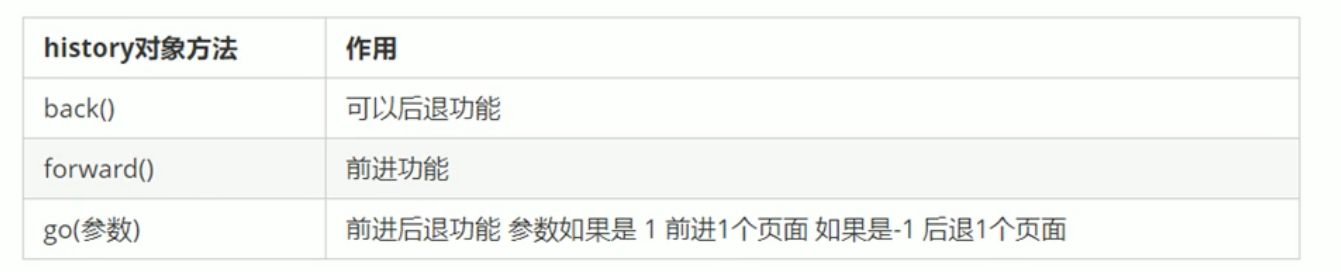 history对象方法 作用
back() 可以后退功能
forward() 前进功能
go(参数) 前进后退功能 参数如果是 1 前进1个页面 如果是-1 后退1个页面